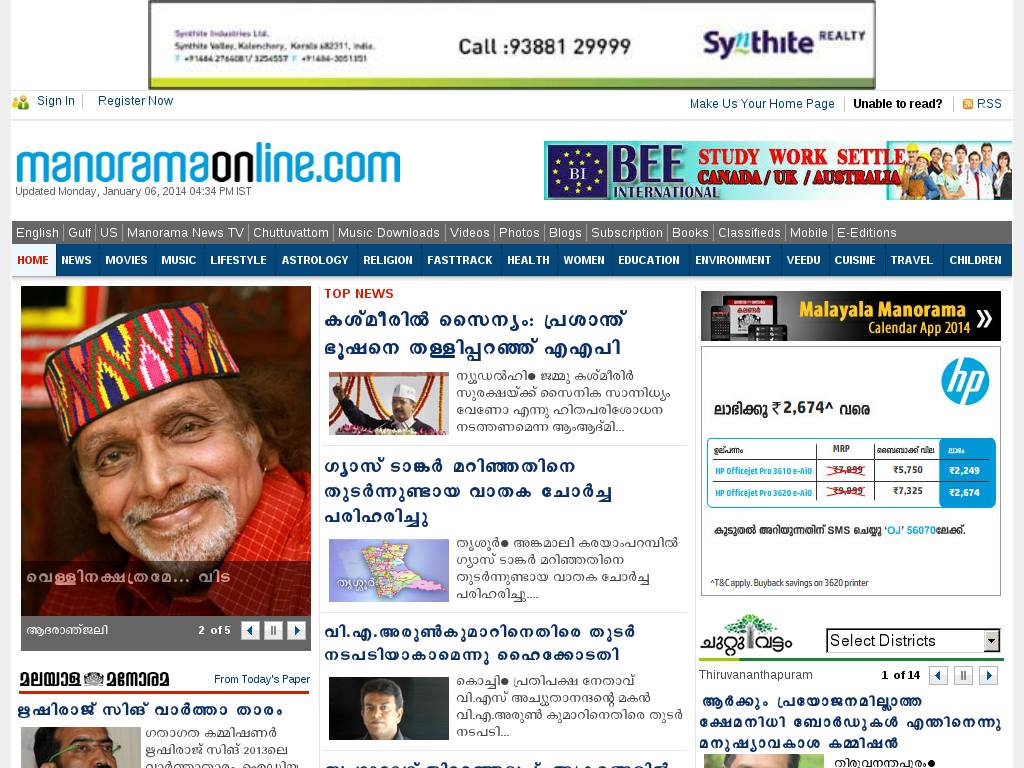 Synthite Industries Ltd.
Synthite Valley, Kolenchery, Kerala 682311, India.
Call :93881 29999
Synthite REALTY
Sign In
Register Now
Make Us Your Home Page
Unable to read?
RSS
manoramaonline.com
Updated Monday, January 06, 2014 04:34 PM IST
BI
BEE INTERNATIONAL
STUDY WORK SETTLE
CANADA / UK / AUSTRALIA
English Gulf US Manorama News TV Chuttuvattom Music Downloads Videos Photos Blogs Subscription Books Classifieds Mobile E-Editions
HOME NEWS MOVIES MUSIC LIFESTYLE ASTROLOGY RELIGION FASTTRACK HEALTH WOMEN EDUCATION ENVIRONMENT VEEDU CUISINE TRAVEL CHILDREN
വെള്ളിനക്ഷത്രമേ... വിട
ആദരാഞ്ജലി
2 of 5
മലയാള മനോരമ
From Today's Paper
ഋഷിരാജ് സിങ് വാർത്താ താരം
ഗതാഗത കമ്മിഷണർ
ഋഷിരാജ് സിങ് 2013ലെ
TOP NEWS
കശ്മീരിൽ സൈന്യം: പ്രശാന്ത്
ഭൂഷനെ തള്ളിപ്പറഞ്ഞ് എഎപി
ന്യൂഡൽഹി● ജമ്മു കശ്മീരിർ
സുരക്ഷയ്ക്ക് സൈനിക സാന്നിധ്യം
വേണോ എന്നു ഹിതപരിശോധന
നടത്തണമെന്ന ആംആദ്മി...
ഗ്യാസ് ടാങ്കർ മറിഞ്ഞതിനെ
തുടർന്നുണ്ടായ വാതക ചോർച്ച
പരിഹരിച്ചു
തൃശൂർ
തൃശൂർ● അങ്കമാലി കരയാംപറമ്പിൽ
ഗ്യാസ് ടാങ്കർ മറിഞ്ഞതിനെ
തുടർന്നുണ്ടായ വാതക ചോർച്ച
പരിഹരിച്ചു....
വി.എ.അരുൺകുമാറിനെതിരെ തുടർ
നടപടിയാകാമെന്നു ഹൈക്കോടതി
കൊച്ചി● പ്രതിപക്ഷ നേതാവ്
വി.എസ് അച്യുതാനന്ദന്റെ മകൻ
വി.എ.അരുൺ കുമാറിനെതിരെ തുടർ
നടപടി...
Malayala Manorama
Calendar App 2014
hp
ലാഭിക്കൂ ₹2,674^ വരെ
ഉല്പന്നം MRP ബൈബാക്ക് വില ലാഭം
HP Officejet Pro 3610 e-AiO ₹7,999 ₹5,750 ₹2,249
HP Officejet Pro 3620 e-AiO ₹9,999 ₹7,325 ₹2,674
കൂടുതൽ അറിയുന്നതിന് SMS ചെയ്യൂ 'OJ' 56070ലേക്ക്.
^T&C apply. Buyback savings on 3620 printer
ചുറ്റുവട്ടം
Select Districts
Thiruvananthapuram
1 of 14
ആർക്കും പ്രയോജനമില്ലാത്ത
ക്ഷേമനിധി ബോർഡുകൾ എന്തിനെന്നു
മനുഷ്യാവകാശ കമ്മിഷൻ
തിരുവനന്തപുരം●